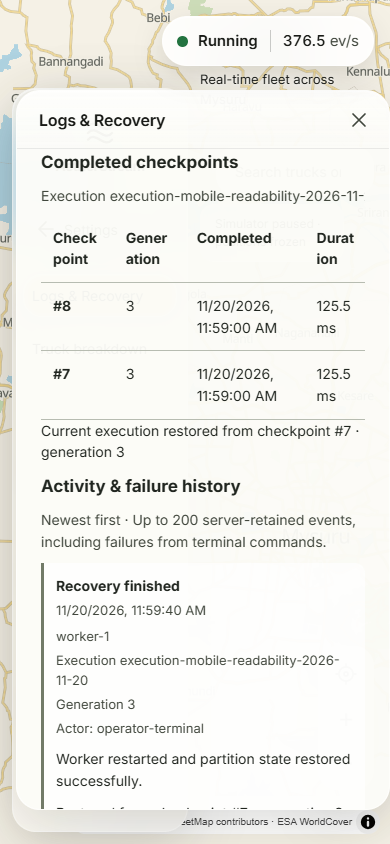 Bebi
Running
376.5 ev/s
Bannangadi
Real-time fleet across
Kennalu
Logs & Recovery
Completed checkpoints
Execution execution-mobile-readability-2026-11-
Check
point
Gener
ation
Completed
Durat
ion
#8
3
11/20/2026,
11:59:00 AM
125.5
ms
#7
3
11/20/2026,
11:59:00 AM
125.5
ms
Current execution restored from checkpoint #7 ·
generation 3
Activity & failure history
Newest first · Up to 200 server-retained events,
including failures from terminal commands.
Recovery finished
11/20/2026, 11:59:40 AM
worker-1
Execution execution-mobile-readability-2026-
11-20
Generation 3
Actor: operator-terminal
Worker restarted and partition state restored
successfully.
eetMap contributors · ESA WorldCover